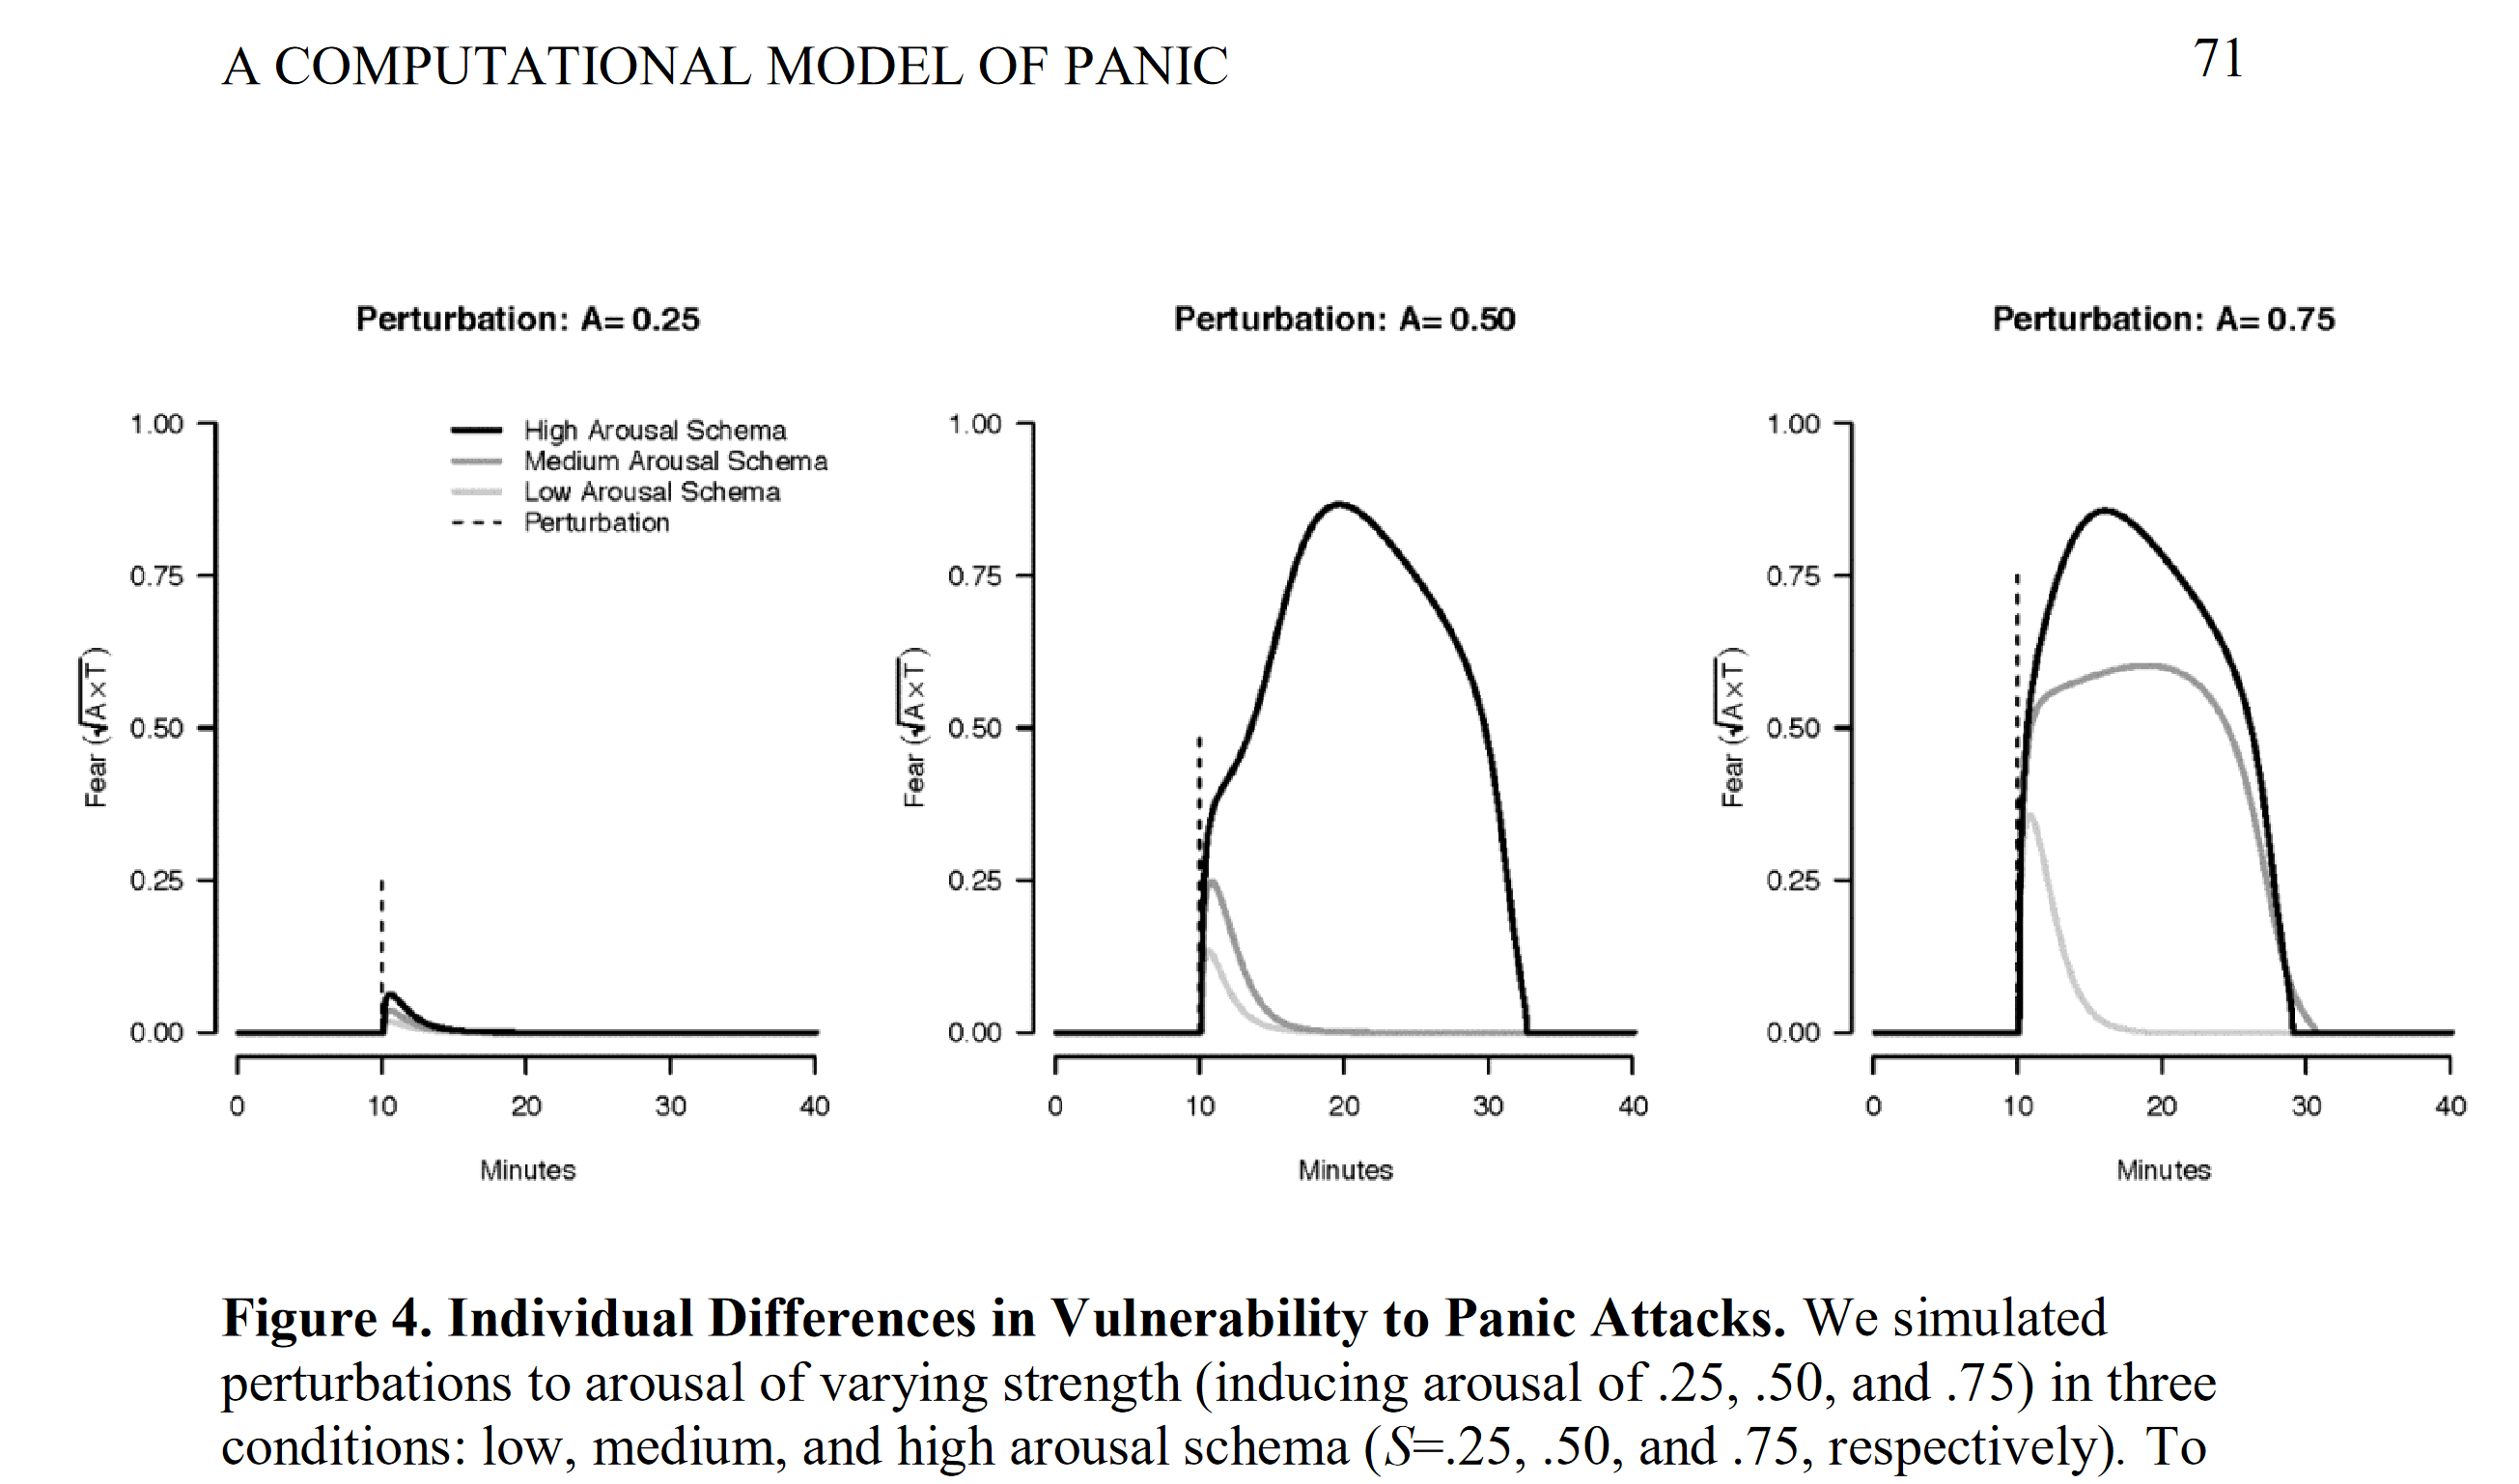 A COMPUTATIONAL MODEL OF PANIC 71
Perturbation: A= 0.25
1.00
0.75
0.50
0.25
0.00
Fear (√A×T)
High Arousal Schema
Medium Arousal Schema
Low Arousal Schema
Perturbation
0 10 20 30 40
Minutes
Perturbation: A= 0.50
1.00
0.75
0.50
0.25
0.00
Fear (√A×T)
0 10 20 30 40
Minutes
Perturbation: A= 0.75
1.00
0.75
0.50
0.25
0.00
Fear (√A×T)
0 10 20 30 40
Minutes
Figure 4. Individual Differences in Vulnerability to Panic Attacks. We simulated
perturbations to arousal of varying strength (inducing arousal of .25, .50, and .75) in three
conditions: low, medium, and high arousal schema (S=.25, .50, and .75, respectively). To